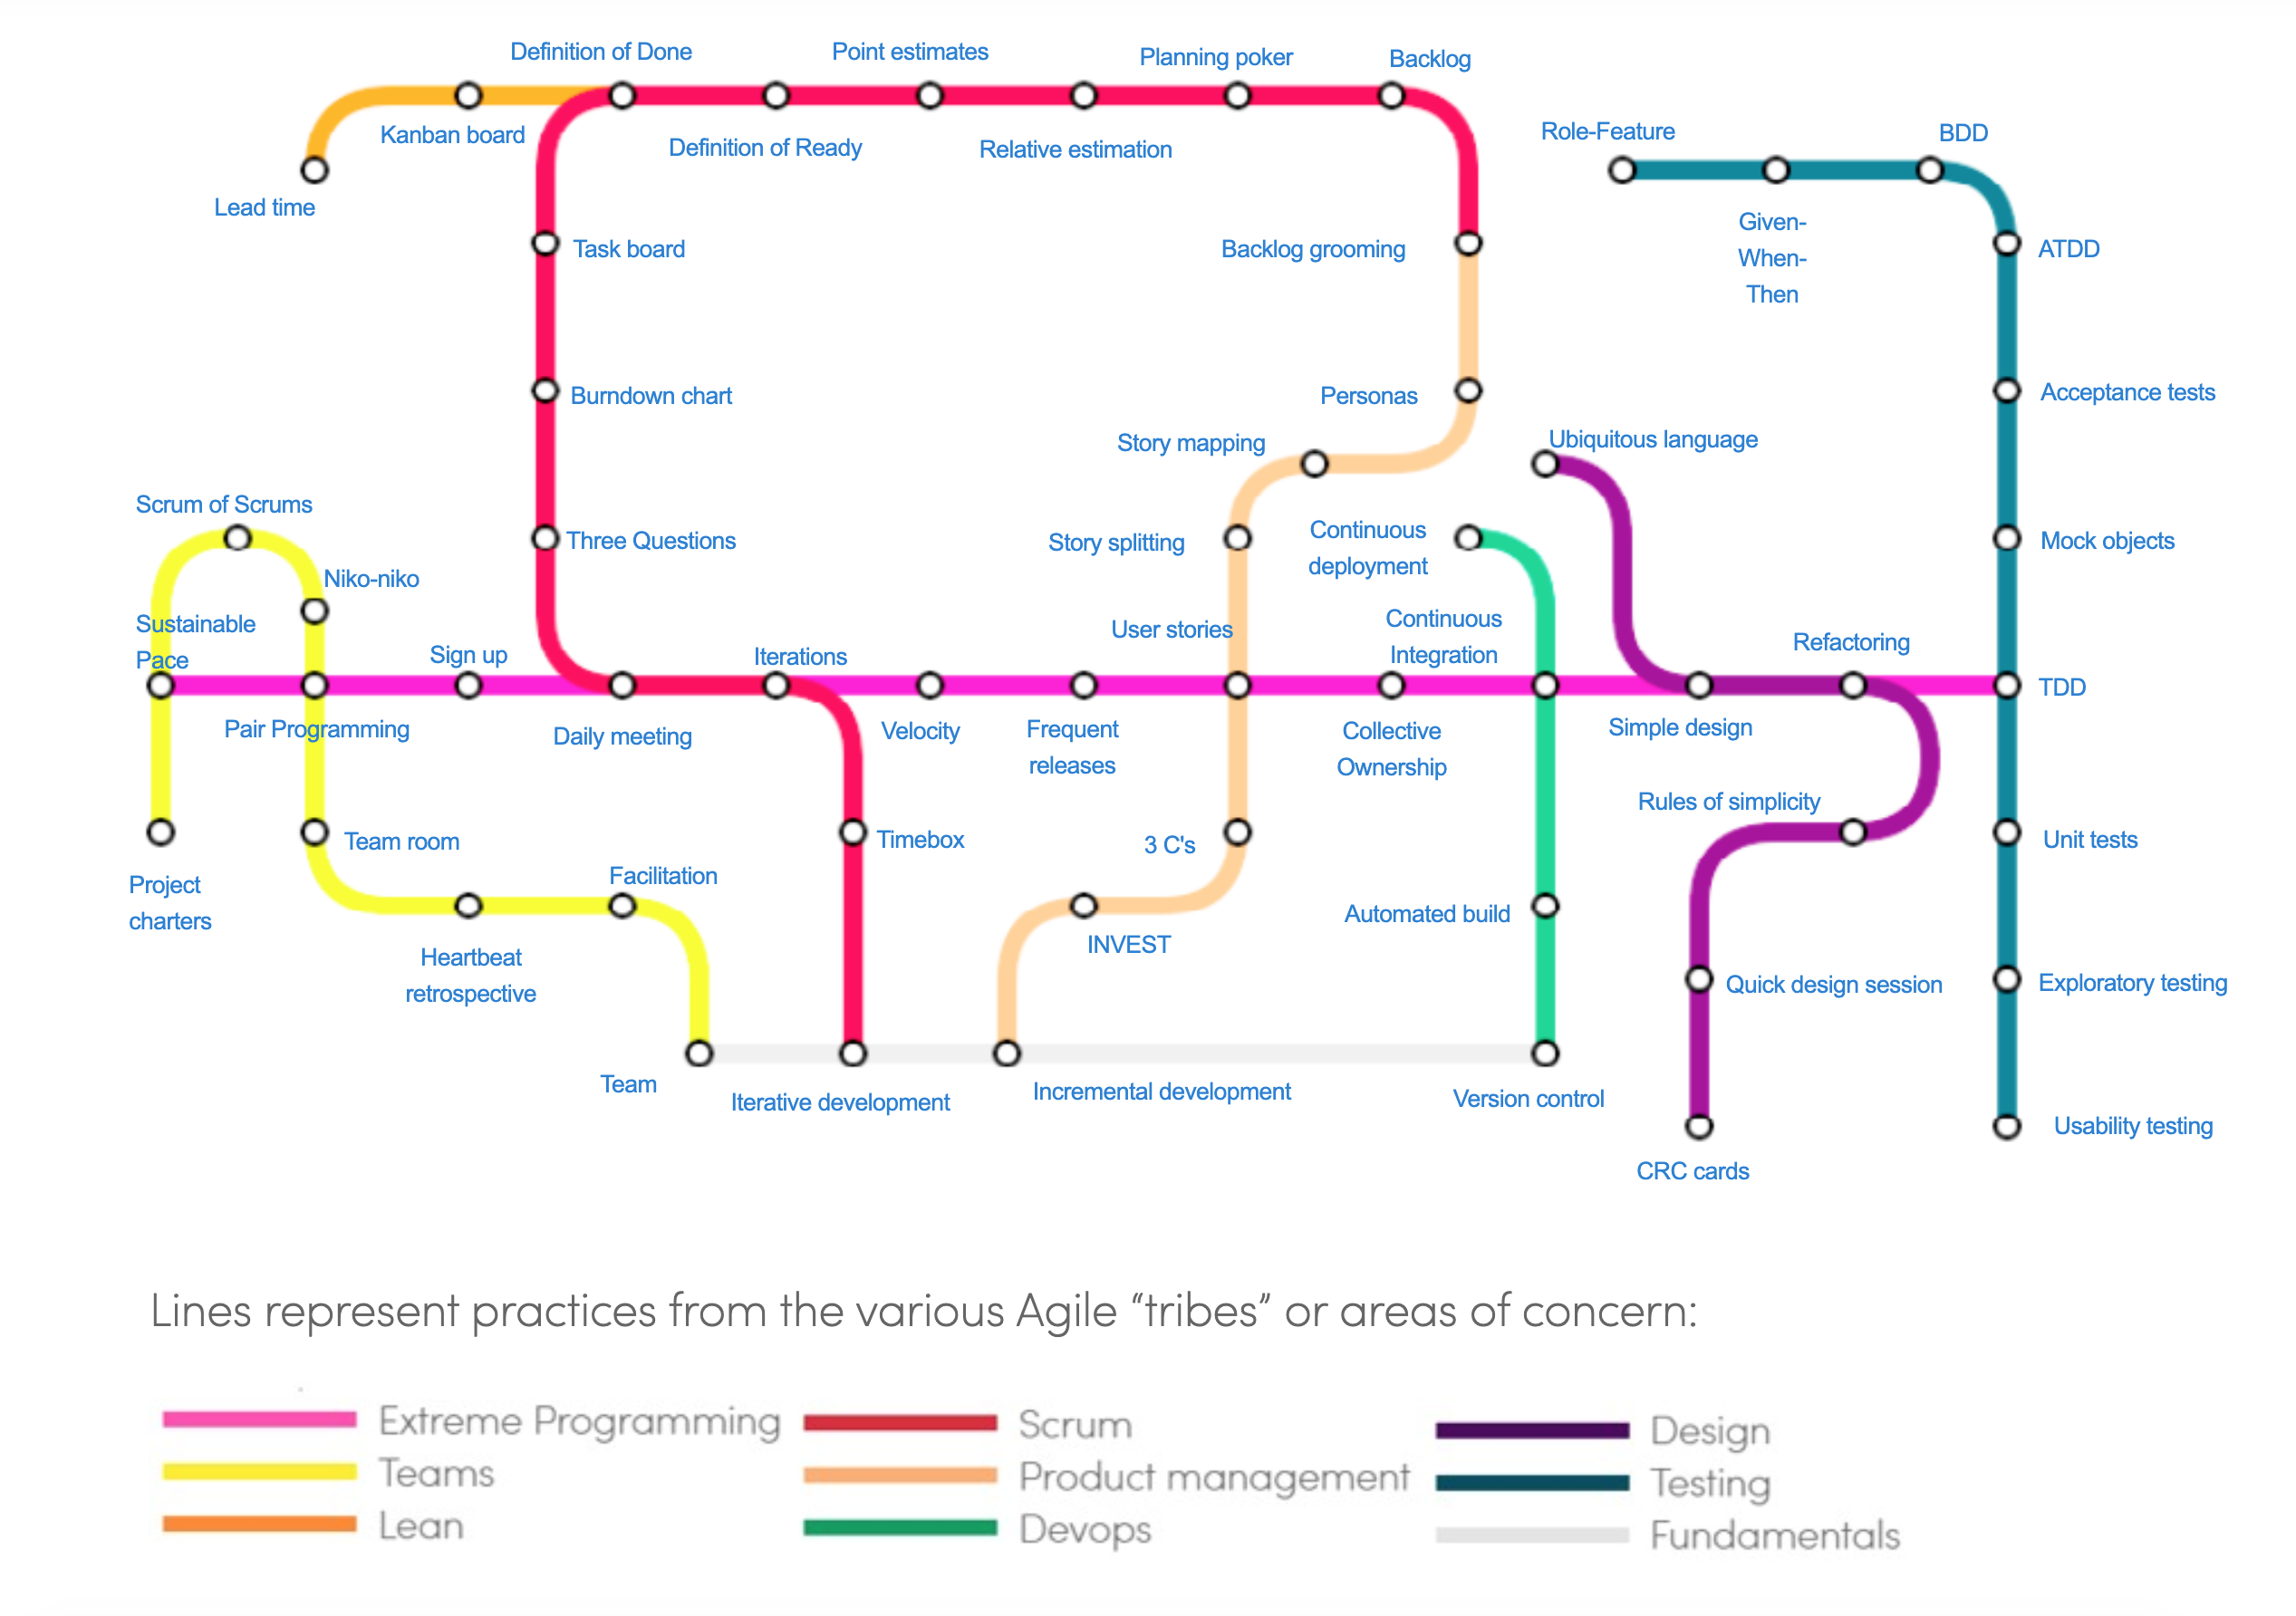 Definition of Done
Point estimates
Planning poker
Backlog
Kanban board
Definition of Ready
Relative estimation
Role-Feature
BDD
Lead time
Given-
When-
Then
Task board
Backlog grooming
ATDD
Burndown chart
Personas
Acceptance tests
Story mapping
Ubiquitous language
Scrum of Scrums
Three Questions
Story splitting
Continuous
deployment
Mock objects
Niko-niko
Sustainable
Pace
Sign up
Iterations
User stories
Continuous
Integration
Refactoring
TDD
Pair Programming
Daily meeting
Velocity
Frequent
releases
Collective
Ownership
Simple design
Rules of simplicity
Team room
Timebox
3 C's
Unit tests
Project
charters
Facilitation
Automated build
Heartbeat
retrospective
INVEST
Quick design session
Exploratory testing
Team
Iterative development
Incremental development
Version control
Usability testing
CRC cards
Lines represent practices from the various Agile “tribes” or areas of concern:
Extreme Programming
Teams
Lean
Scrum
Product management
Devops
Design
Testing
Fundamentals